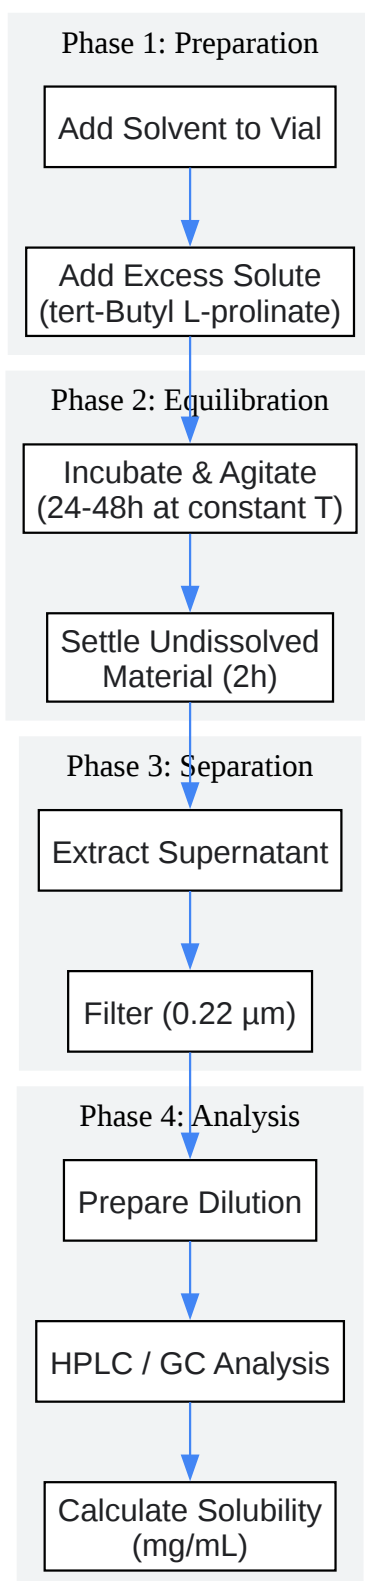 Phase 1: Preparation
Add Solvent to Vial
Add Excess Solute
(tert-Butyl L-prolinate)
Phase 2: Equilibration
Incubate & Agitate
(24-48h at constant T)
Settle Undissolved
Material (2h)
Phase 3: Separation
Extract Supernatant
Filter (0.22 µm)
Phase 4: Analysis
Prepare Dilution
HPLC / GC Analysis
Calculate Solubility
(mg/mL)